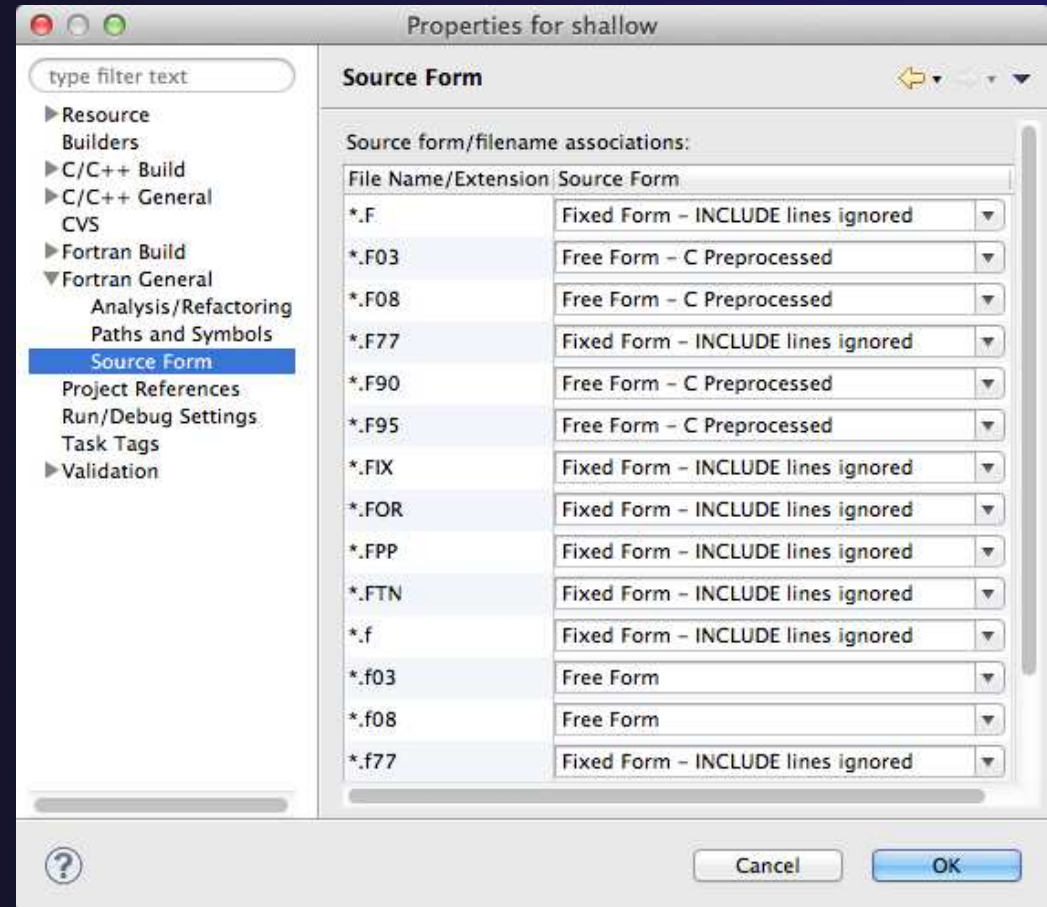 Properties for shallow
type filter text
Resource
Builders
C/C++ Build
C/C++ General
CVS
Fortran Build
Fortran General
Analysis/Refactoring
Paths and Symbols
Source Form
Project References
Run/Debug Settings
Task Tags
Validation
Source Form
Source form/filename associations:
File Name/Extension Source Form
*.F Fixed Form – INCLUDE lines ignored
*.F03 Free Form – C Preprocessed
*.F08 Free Form – C Preprocessed
*.F77 Fixed Form – INCLUDE lines ignored
*.F90 Free Form – C Preprocessed
*.F95 Free Form – C Preprocessed
*.FIX Fixed Form – INCLUDE lines ignored
*.FOR Fixed Form – INCLUDE lines ignored
*.FPP Fixed Form – INCLUDE lines ignored
*.FTN Fixed Form – INCLUDE lines ignored
*.f Fixed Form – INCLUDE lines ignored
*.f03 Free Form
*.f08 Free Form
*.f77 Fixed Form – INCLUDE lines ignored
?
Cancel OK